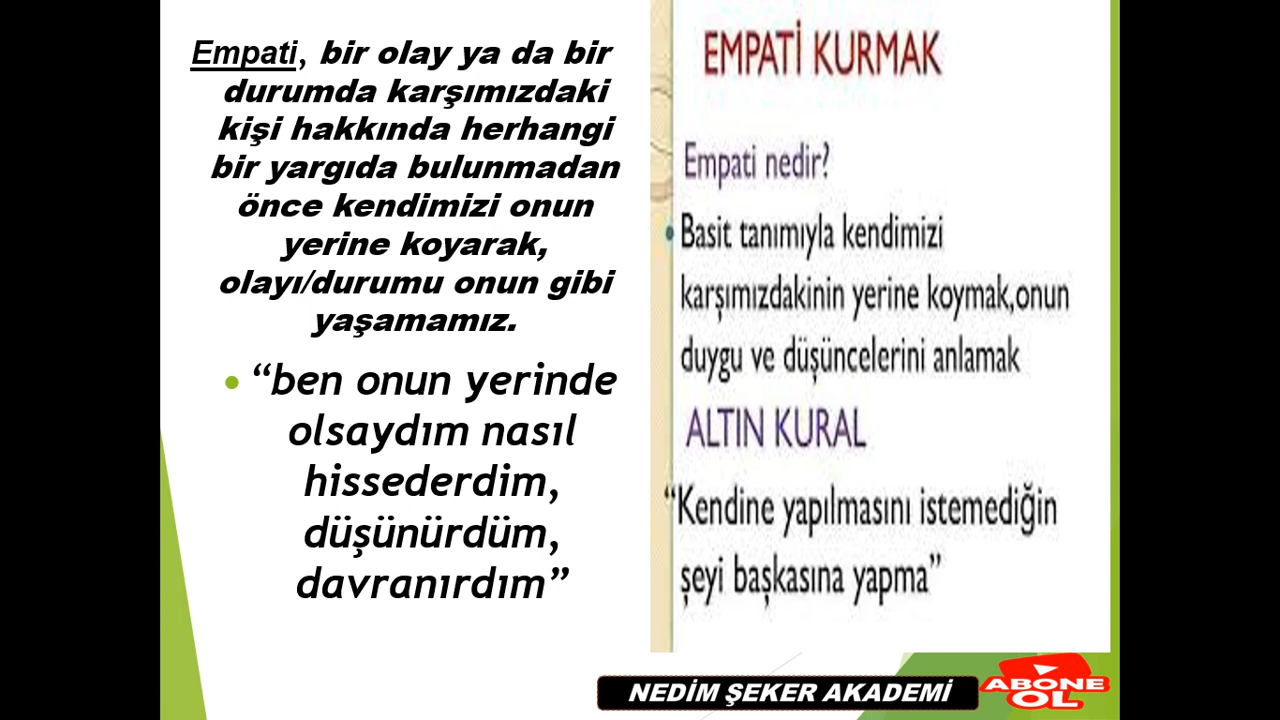 Empati, bir olay ya da bir
durumda karşımızdaki
kişi hakkında herhangi
bir yargıda bulunmadan
önce kendimizi onun
yerine koyarak,
olayı/durumu onun gibi
yaşamamız.
“ben onun yerinde
olsaydım nasıl
hissederdim,
düşünürdüm,
davranırdım”
EMPATİ KURMAK
Empati nedir?
Basit tanımıyla kendimizi
karşımızdakinin yerine koymak,onun
duygu ve düşüncelerini anlamak
ALTIN KURAL
“Kendine yapılmasını istemediğin
şeyi başkasına yapma”
NEDİM ŞEKER AKADEMİ
ABONE
OL